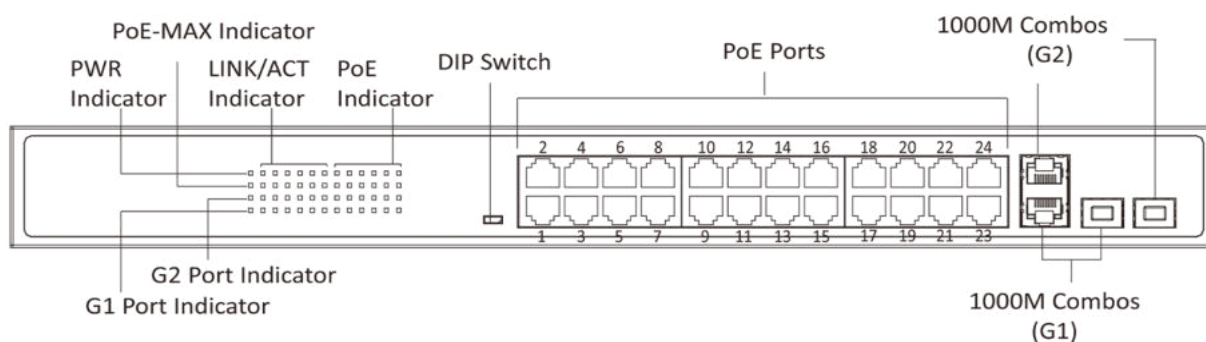 PoE-MAX Indicator
PWR
Indicator
LINK/ACT
Indicator
PoE
Indicator
DIP Switch
PoE Ports
1000M Combos
(G2)
2 4 6 8 10 12 14 16 18 20 22 24
1 3 5 7 9 11 13 15 17 19 21 23
G2 Port Indicator
G1 Port Indicator
1000M Combos
(G1)